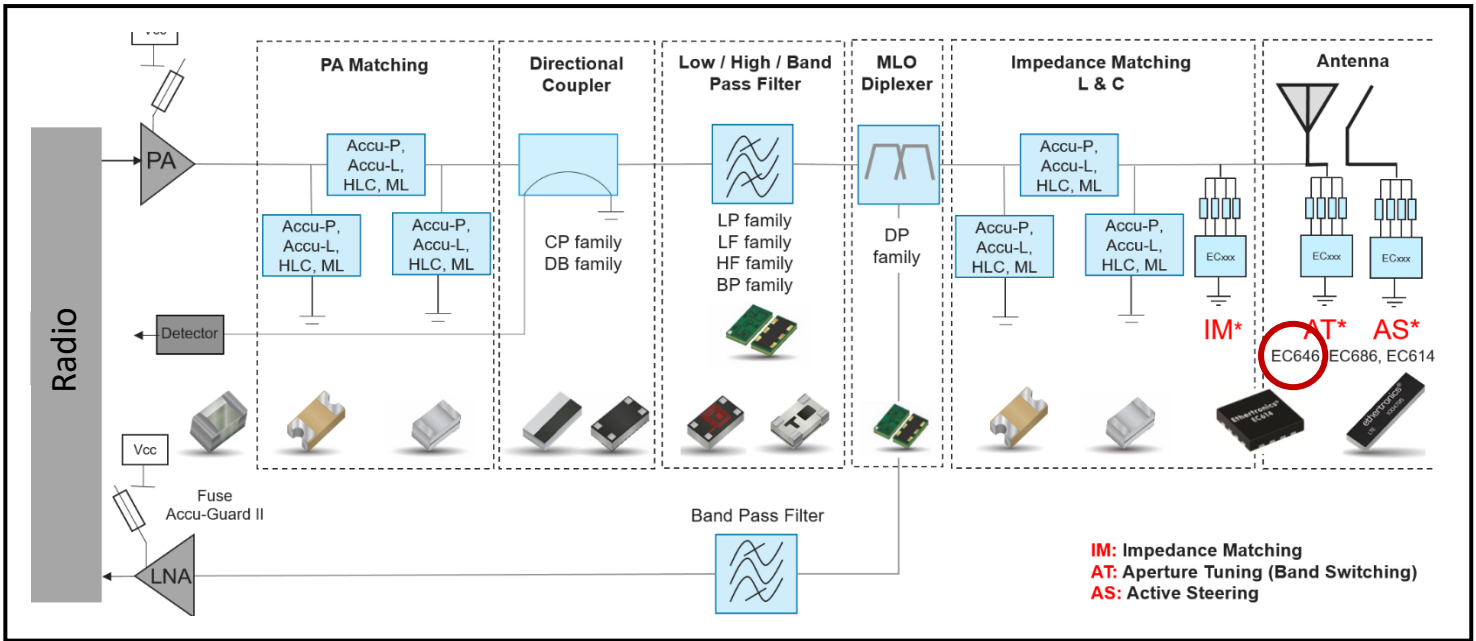 Vcc
PA Matching
Directional
Coupler
Low / High / Band
Pass Filter
MLO
Diplexer
Impedance Matching
L & C
Antenna
Radio
PA
Accu-P,
Accu-L,
HLC, ML
Accu-P,
Accu-L,
HLC, ML
Accu-P,
Accu-L,
HLC, ML
CP family
DB family
LP family
LF family
HF family
BP family
DP
family
Accu-P,
Accu-L,
HLC, ML
Accu-P,
Accu-L,
HLC, ML
Accu-P,
Accu-L,
HLC, ML
ECxxx
ECxxx
ECxxx
IM*
AT*
AS*
EC646, EC686, EC614
Detector
Ethertronics®
EC614
ethertronics®
LTE
Vcc
Fuse
Accu-Guard II
LNA
Band Pass Filter
IM: Impedance Matching
AT: Aperture Tuning (Band Switching)
AS: Active Steering